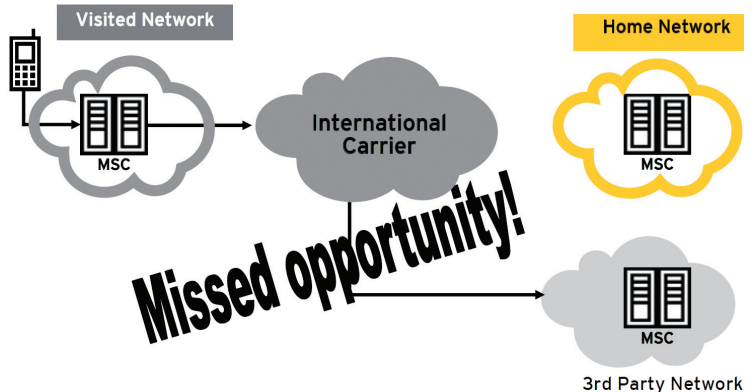 Visited Network
Home Network
MSC
International
Carrier
MSC
Missed opportunity!
MSC
3rd Party Network